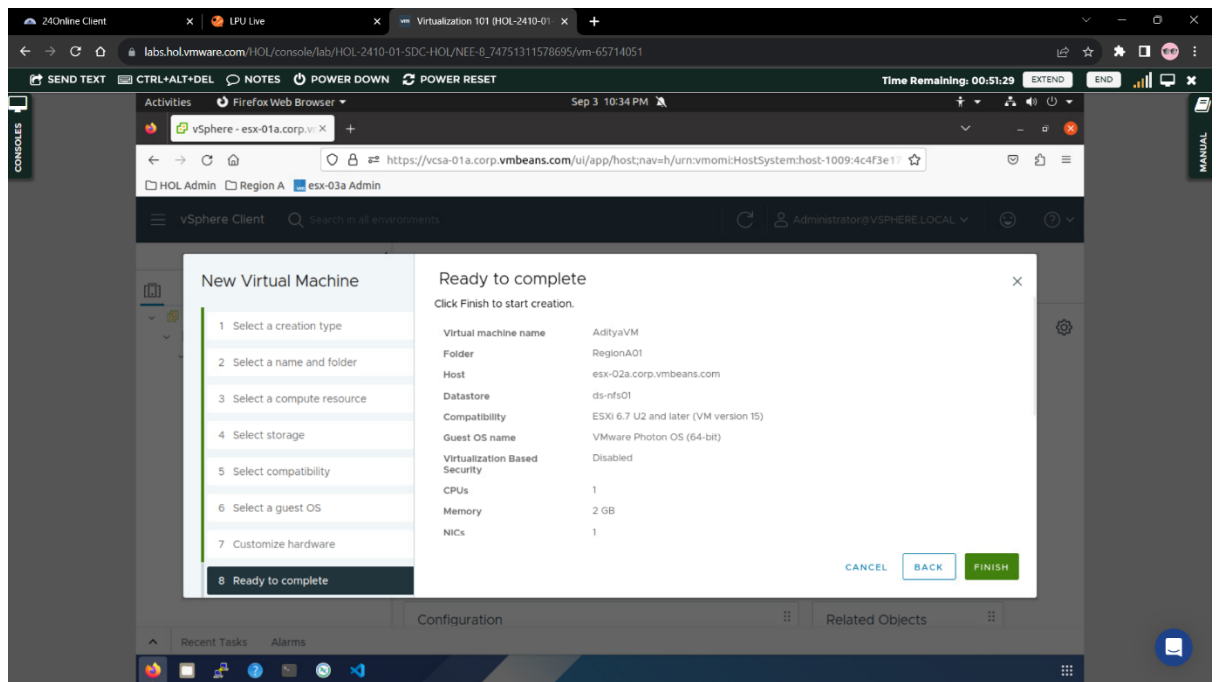 24Online Client
LPU Live
Virtualization 101 (HOL-2410-01-
labs.hol.vmware.com/HOL/console/lab/HOL-2410-01-SDC-HOL/NEE-8_74751311578695/vm-65714051
SEND TEXT CTRL+ALT+DEL NOTES POWER DOWN POWER RESET Time Remaining: 00:51:29 EXTEND END
CONSOLES
MANUAL
Activities Firefox Web Browser Sep 3 10:34 PM
vSphere - esx-01a.corp.v
https://vcsa-01a.corp.vmbeans.com/ui/app/host;nav=h/urn:vmomi:HostSystem:host-1009:4c4f3e17
HOL Admin Region A esx-03a Admin
vSphere Client Search in all environments Administrator@VSPHERE.LOCAL
New Virtual Machine
1 Select a creation type
2 Select a name and folder
3 Select a compute resource
4 Select storage
5 Select compatibility
6 Select a guest OS
7 Customize hardware
8 Ready to complete
Ready to complete
Click Finish to start creation.
Virtual machine name AdityaVM
Folder RegionA01
Host esx-02a.corp.vmbeans.com
Datastore ds-nfs01
Compatibility ESXi 6.7 U2 and later (VM version 15)
Guest OS name VMware Photon OS (64-bit)
Virtualization Based Disabled
Security
CPUs 1
Memory 2 GB
NICs 1
CANCEL BACK FINISH
Configuration Related Objects
Recent Tasks Alarms